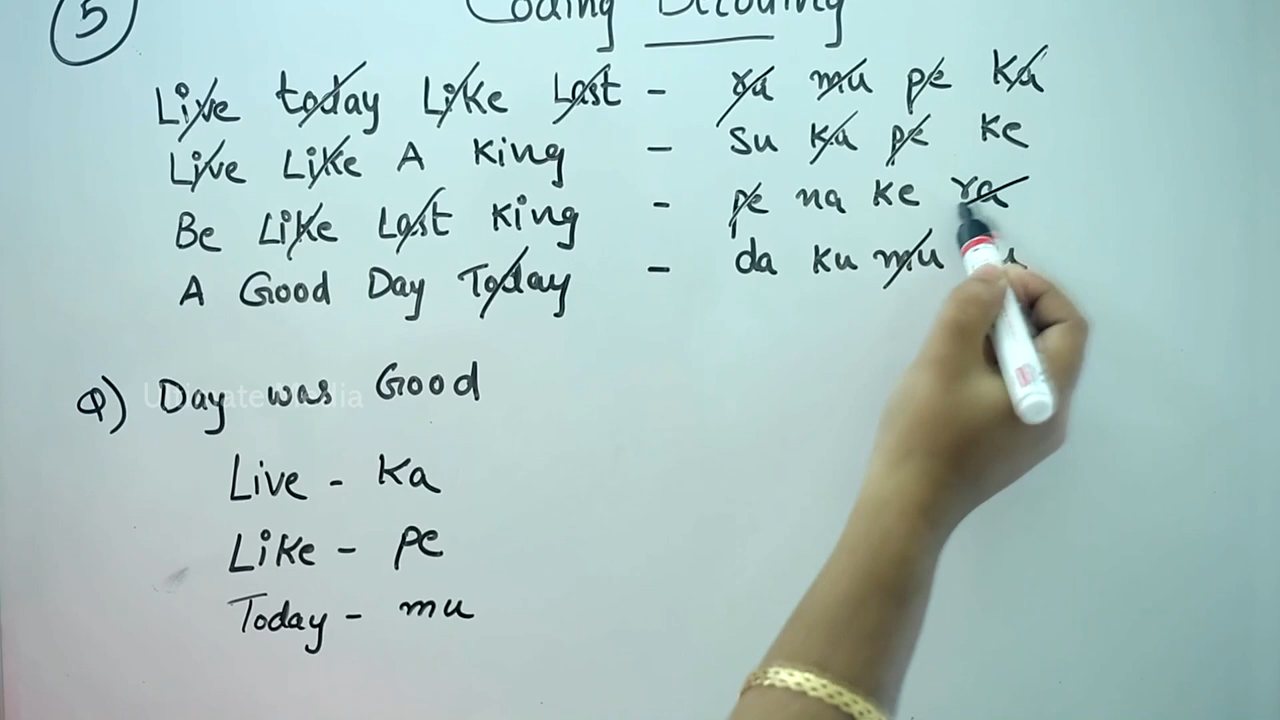 5
Coding Decoding
Live today Like Last - ra mu pe Ka
Live Like A King - su Ka pe Ke
Be Like Last King - pe na ke ra
A Good Day Today - da ku mu
Q) Day was Good
Live - Ka
Like - pe
Today - mu